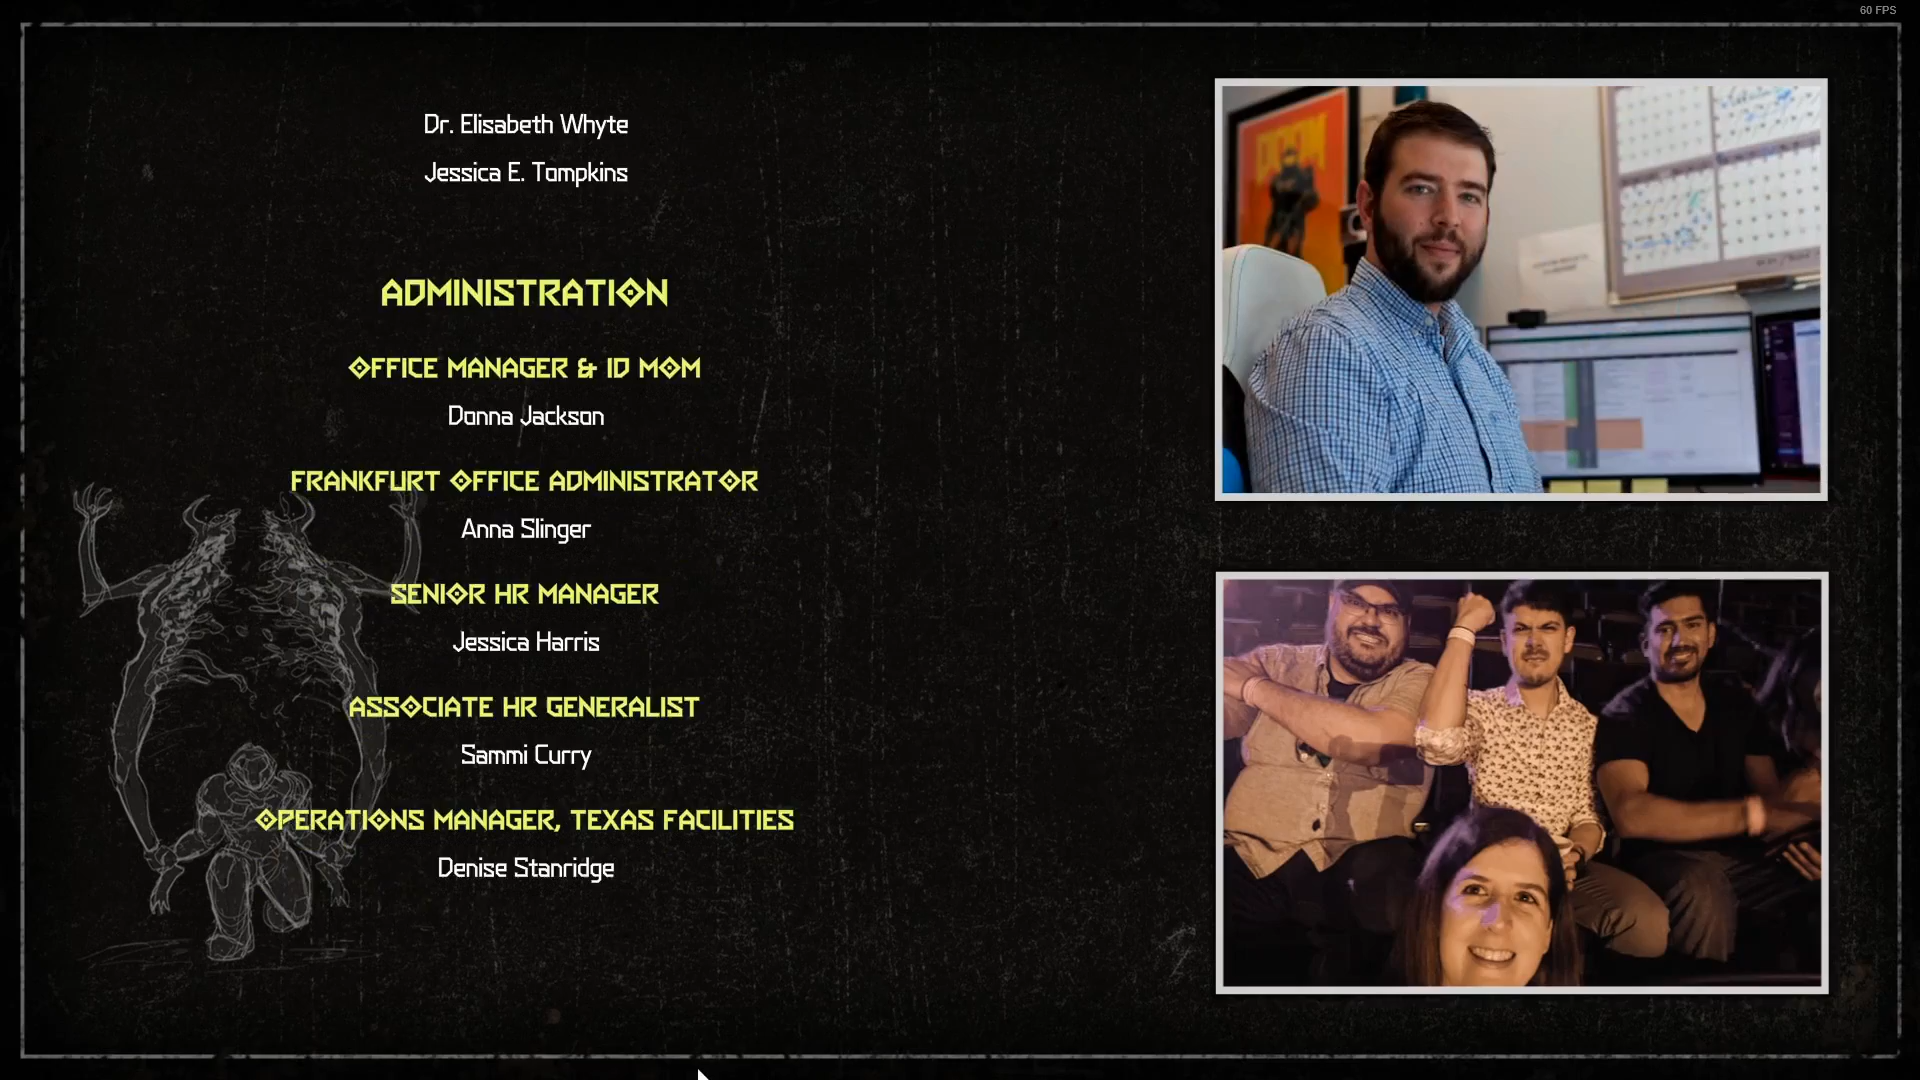 60 FPS
Dr. Elisabeth Whyte
Jessica E. Tompkins
ADMINISTRATION
OFFICE MANAGER & ID MOM
Donna Jackson
FRANKFURT OFFICE ADMINISTRATOR
Anna Slinger
SENIOR HR MANAGER
Jessica Harris
ASSOCIATE HR GENERALIST
Sammi Curry
OPERATIONS MANAGER, TEXAS FACILITIES
Denise Stanridge
DOOM